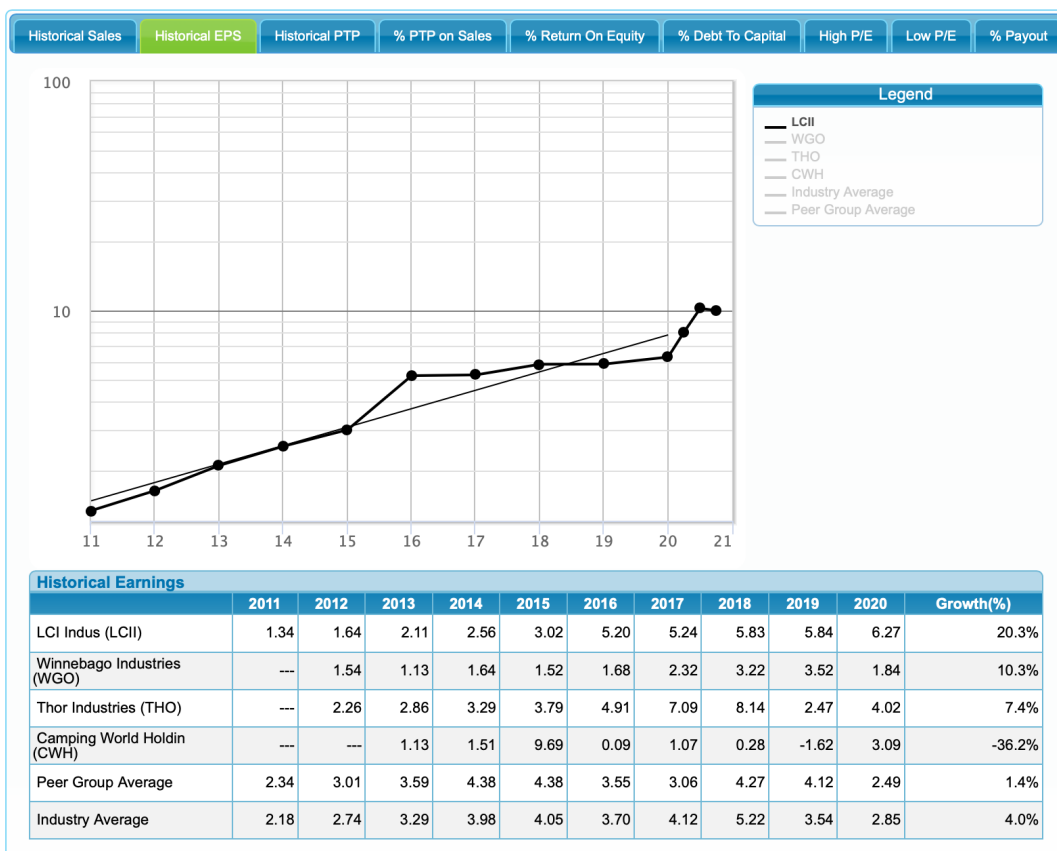 Historical Sales Historical EPS Historical PTP % PTP on Sales % Return On Equity % Debt To Capital High P/E Low P/E % Payout
100
10
11 12 13 14 15 16 17 18 19 20 21
Legend
LCII
WGO
THO
CWH
Industry Average
Peer Group Average
Historical Earnings
2011 2012 2013 2014 2015 2016 2017 2018 2019 2020 Growth(%)
LCI Indus (LCII) 1.34 1.64 2.11 2.56 3.02 5.20 5.24 5.83 5.84 6.27 20.3%
Winnebago Industries
(WGO) --- 1.54 1.13 1.64 1.52 1.68 2.32 3.22 3.52 1.84 10.3%
Thor Industries (THO) --- 2.26 2.86 3.29 3.79 4.91 7.09 8.14 2.47 4.02 7.4%
Camping World Holdin
(CWH) --- --- 1.13 1.51 9.69 0.09 1.07 0.28 -1.62 3.09 -36.2%
Peer Group Average 2.34 3.01 3.59 4.38 4.38 3.55 3.06 4.27 4.12 2.49 1.4%
Industry Average 2.18 2.74 3.29 3.98 4.05 3.70 4.12 5.22 3.54 2.85 4.0%